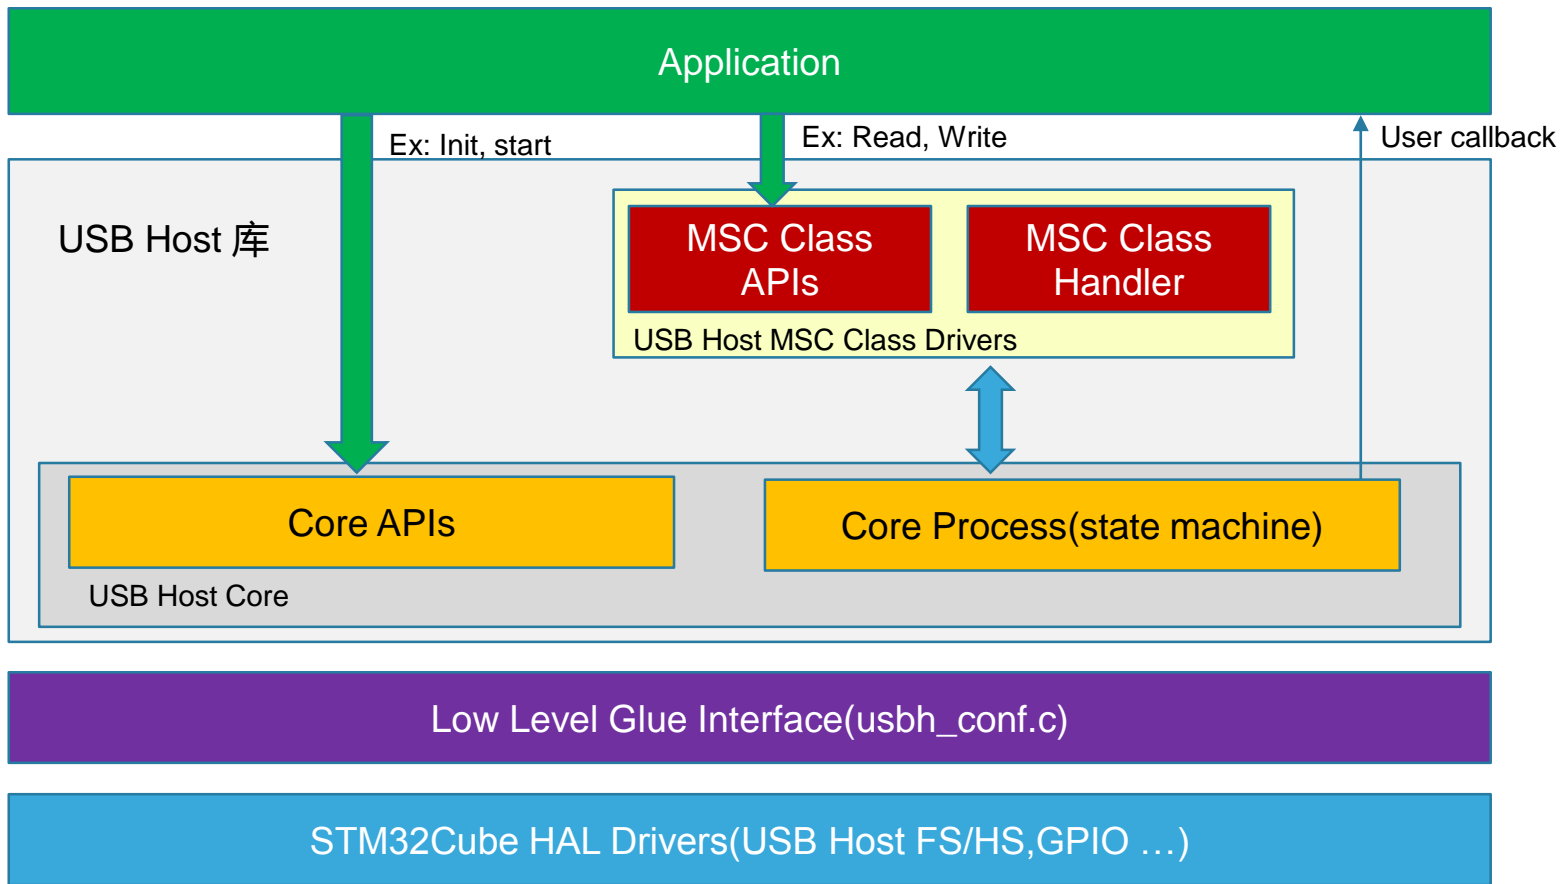 Application
Ex: Init, start
Ex: Read, Write
User callback
USB Host 库
MSC Class
APIs
MSC Class
Handler
USB Host MSC Class Drivers
Core APIs
Core Process(state machine)
USB Host Core
Low Level Glue Interface(usbh_conf.c)
STM32Cube HAL Drivers(USB Host FS/HS,GPIO …)